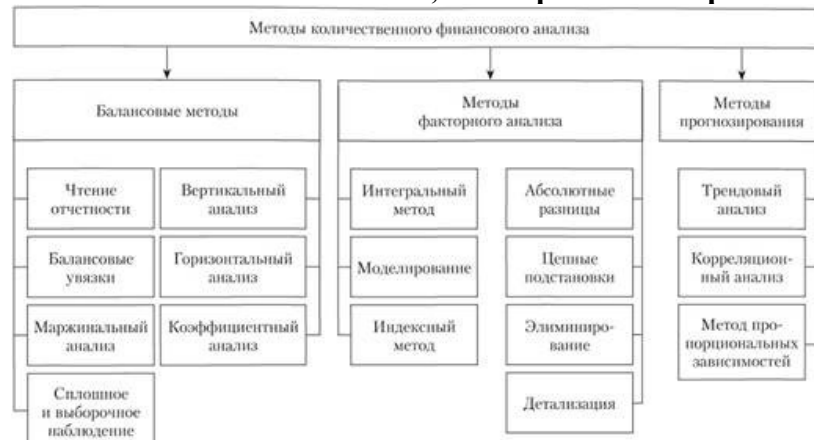 Методы количественного финансового анализа
Балансовые методы
Методы
факторного анализа
Методы
прогнозирования
Чтение
отчетности
Вертикальный
анализ
Балансовые
увязки
Горизонтальный
анализ
Маржинальный
анализ
Коэффициентный
анализ
Сплошное
и выборочное
наблюдение
Интегральный
метод
Абсолютные
разницы
Моделирование
Цепные
подстановки
Индексный
метод
Элиминиро-
вание
Детализация
Трендовый
анализ
Корреляцион-
ный анализ
Метод про-
порциональных
зависимостей